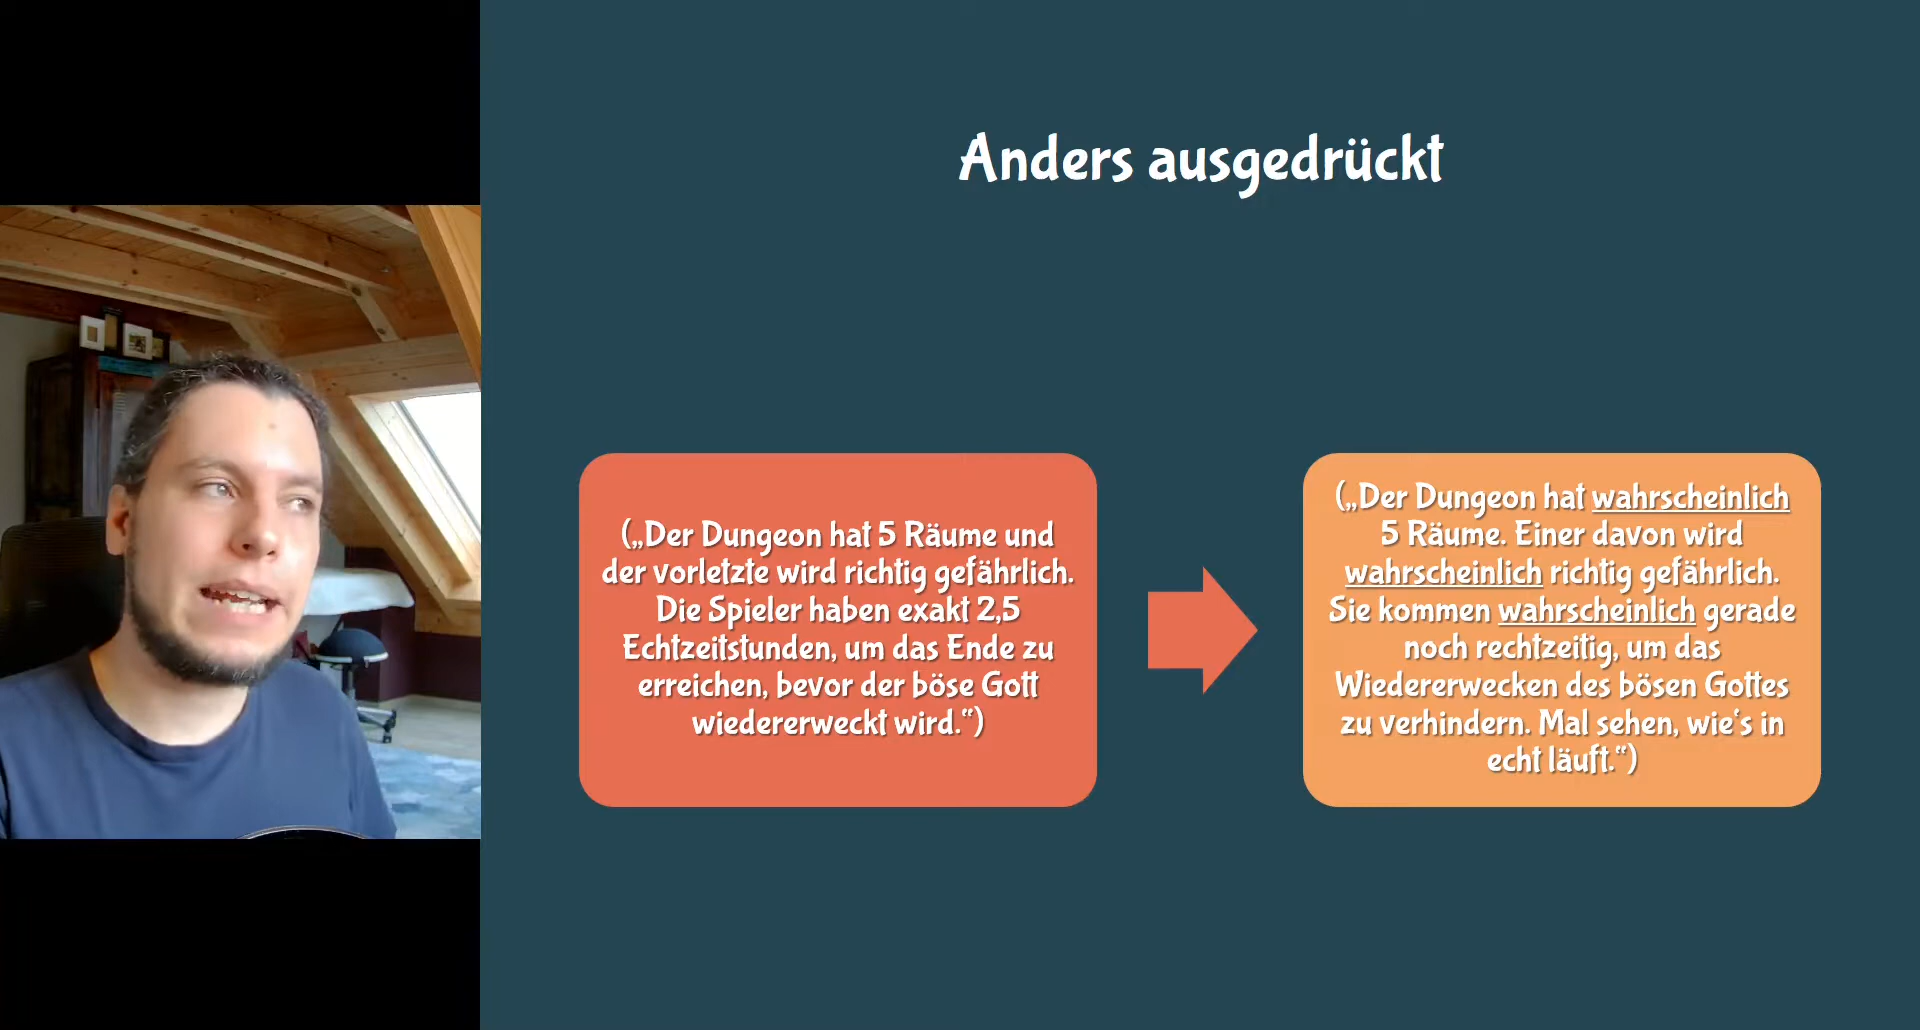 Anders ausgedrückt
(„Der Dungeon hat 5 Räume und
der vorletzte wird richtig gefährlich.
Die Spieler haben exakt 2,5
Echtzeitstunden, um das Ende zu
erreichen, bevor der böse Gott
wiedererweckt wird.“)
(„Der Dungeon hat wahrscheinlich
5 Räume. Einer davon wird
wahrscheinlich richtig gefährlich.
Sie kommen wahrscheinlich gerade
noch rechtzeitig, um das
Wiedererwecken des bösen Gottes
zu verhindern. Mal sehen, wie‘s in
echt läuft.“)